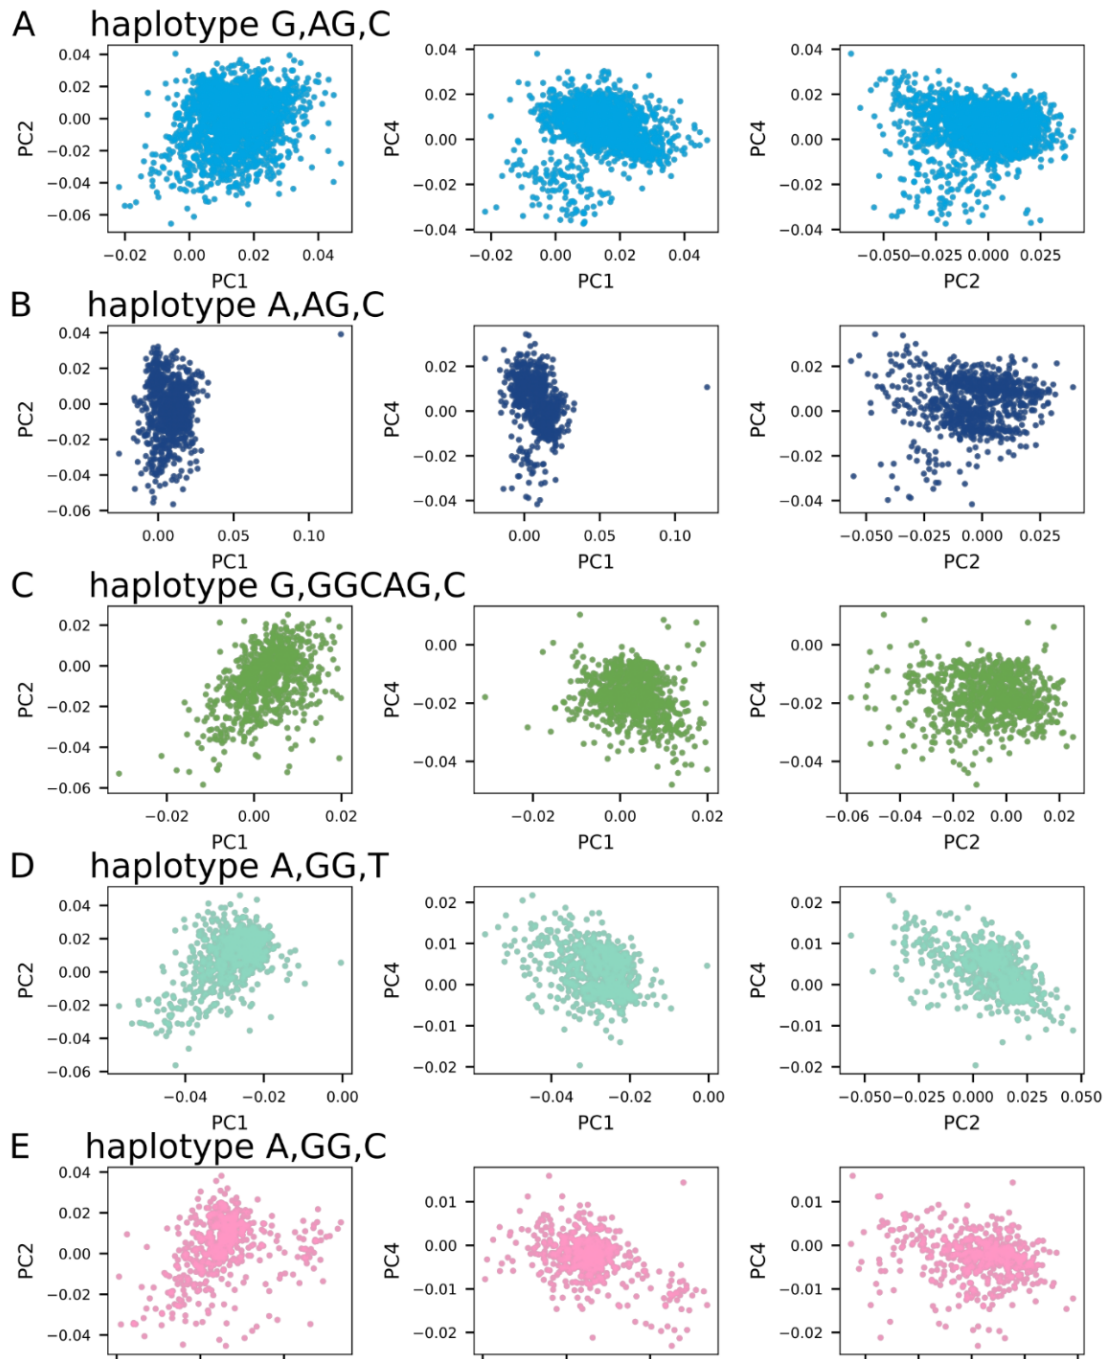 A haplotype G,AG,C
0.04
0.02
0.00
−0.02
−0.04
−0.06
PC2
−0.02 0.00 0.02 0.04
PC1
0.04
0.02
0.00
−0.02
−0.04
PC4
−0.02 0.00 0.02 0.04
PC1
0.04
0.02
0.00
−0.02
−0.04
PC4
−0.050 −0.025 0.000 0.025
PC2
B haplotype A,AG,C
0.04
0.02
0.00
−0.02
−0.04
−0.06
PC2
0.00 0.05 0.10
PC1
0.02
0.00
−0.02
−0.04
PC4
0.00 0.05 0.10
PC1
0.02
0.00
−0.02
−0.04
PC4
−0.050 −0.025 0.000 0.025
PC2
C haplotype G,GGCAG,C
0.02
0.00
−0.02
−0.04
−0.06
PC2
−0.02 0.00 0.02
PC1
0.00
−0.02
−0.04
PC4
−0.02 0.00 0.02
PC1
0.00
−0.02
−0.04
PC4
−0.06 −0.04 −0.02 0.00 0.02
PC2
D haplotype A,GG,T
0.04
0.02
0.00
−0.02
−0.04
−0.06
PC2
−0.04 −0.02 0.00
PC1
0.02
0.01
0.00
−0.01
−0.02
PC4
−0.04 −0.02 0.00
PC1
0.02
0.01
0.00
−0.01
−0.02
PC4
−0.050 −0.025 0.000 0.025 0.050
PC2
E haplotype A,GG,C
0.04
0.02
0.00
−0.02
−0.04
PC2
0.01
0.00
−0.01
−0.02
PC4
0.01
0.00
−0.01
−0.02
PC4